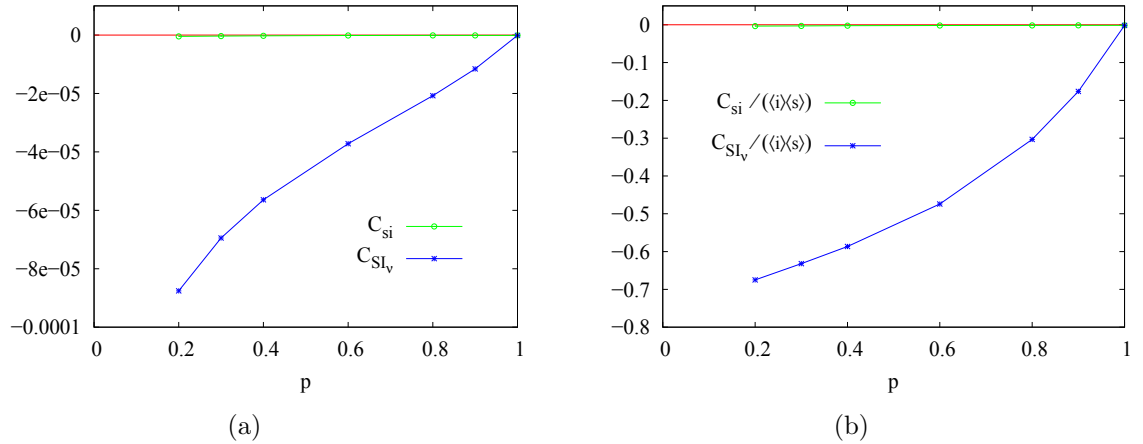 0
−2e−05
−4e−05
−6e−05
−8e−05
−0.0001
0 0.2 0.4 0.6 0.8 1
p
C_si
C_SI_ν
(a)
0
−0.1
−0.2
−0.3
−0.4
−0.5
−0.6
−0.7
−0.8
0 0.2 0.4 0.6 0.8 1
p
C_si /(⟨i⟩⟨s⟩)
C_SI_ν/(⟨i⟩⟨s⟩)
(b)